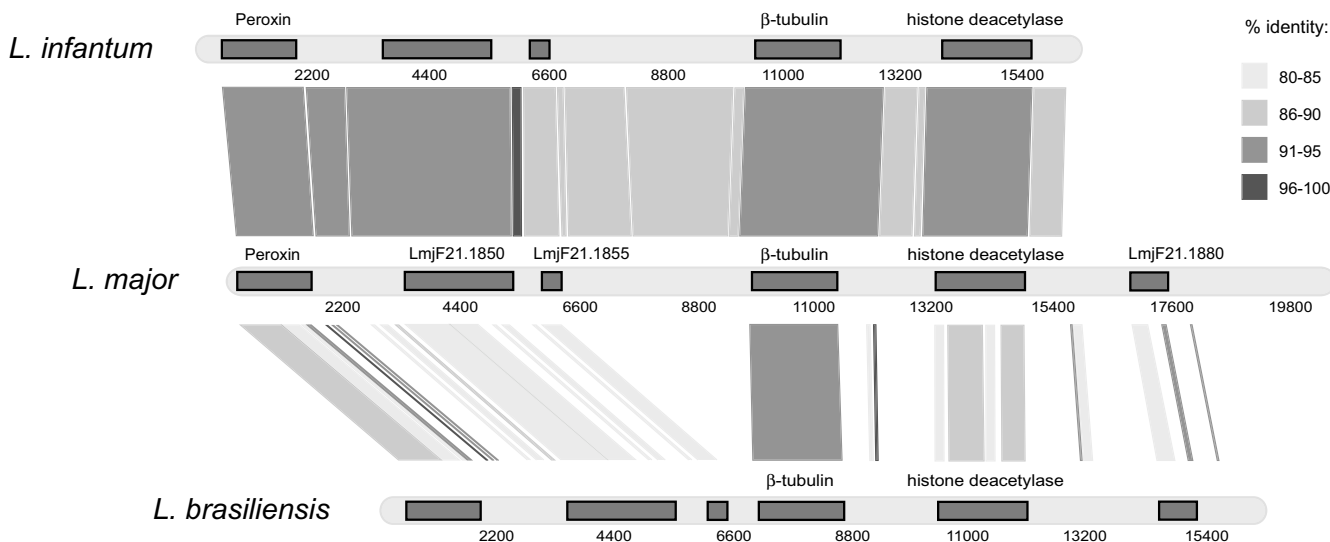 Peroxin β-tubulin histone deacetylase
% identity:
L. infantum
2200 4400 6600 8800 11000 13200 15400
80-85
86-90
91-95
96-100
Peroxin LmjF21.1850 LmjF21.1855 β-tubulin histone deacetylase LmjF21.1880
L. major
2200 4400 6600 8800 11000 13200 15400 17600 19800
β-tubulin histone deacetylase
L. brasiliensis
2200 4400 6600 8800 11000 13200 15400